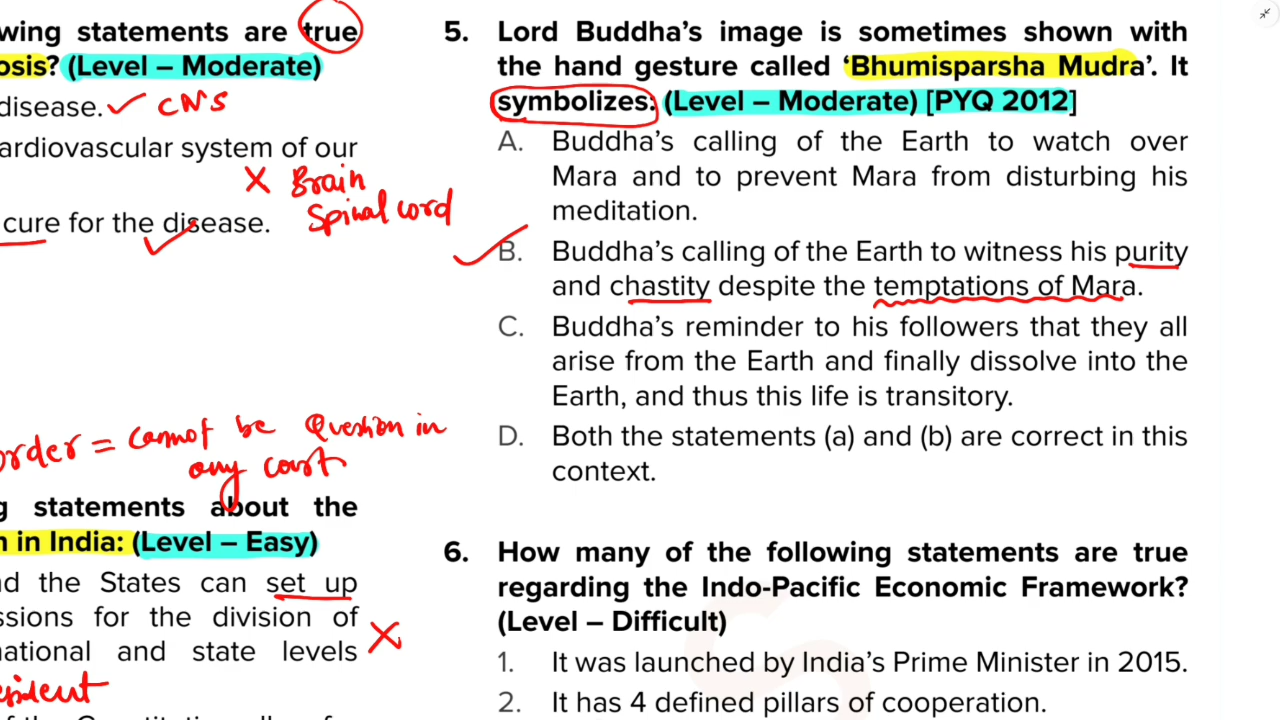 wing statements are true
osis? (Level – Moderate)
disease. CNS
ardiovascular system of our
X Brain
Spinal cord
cure for the disease.
order = cannot be Question in
any court
g statements about the
n in India: (Level – Easy)
nd the States can set up
ssions for the division of
national and state levels X
esident
5. Lord Buddha's image is sometimes shown with
the hand gesture called 'Bhumisparsha Mudra'. It
symbolizes: (Level – Moderate) [PYQ 2012]
A. Buddha's calling of the Earth to watch over
Mara and to prevent Mara from disturbing his
meditation.
B. Buddha's calling of the Earth to witness his purity
and chastity despite the temptations of Mara.
C. Buddha's reminder to his followers that they all
arise from the Earth and finally dissolve into the
Earth, and thus this life is transitory.
D. Both the statements (a) and (b) are correct in this
context.
6. How many of the following statements are true
regarding the Indo-Pacific Economic Framework?
(Level – Difficult)
1. It was launched by India's Prime Minister in 2015.
2. It has 4 defined pillars of cooperation.